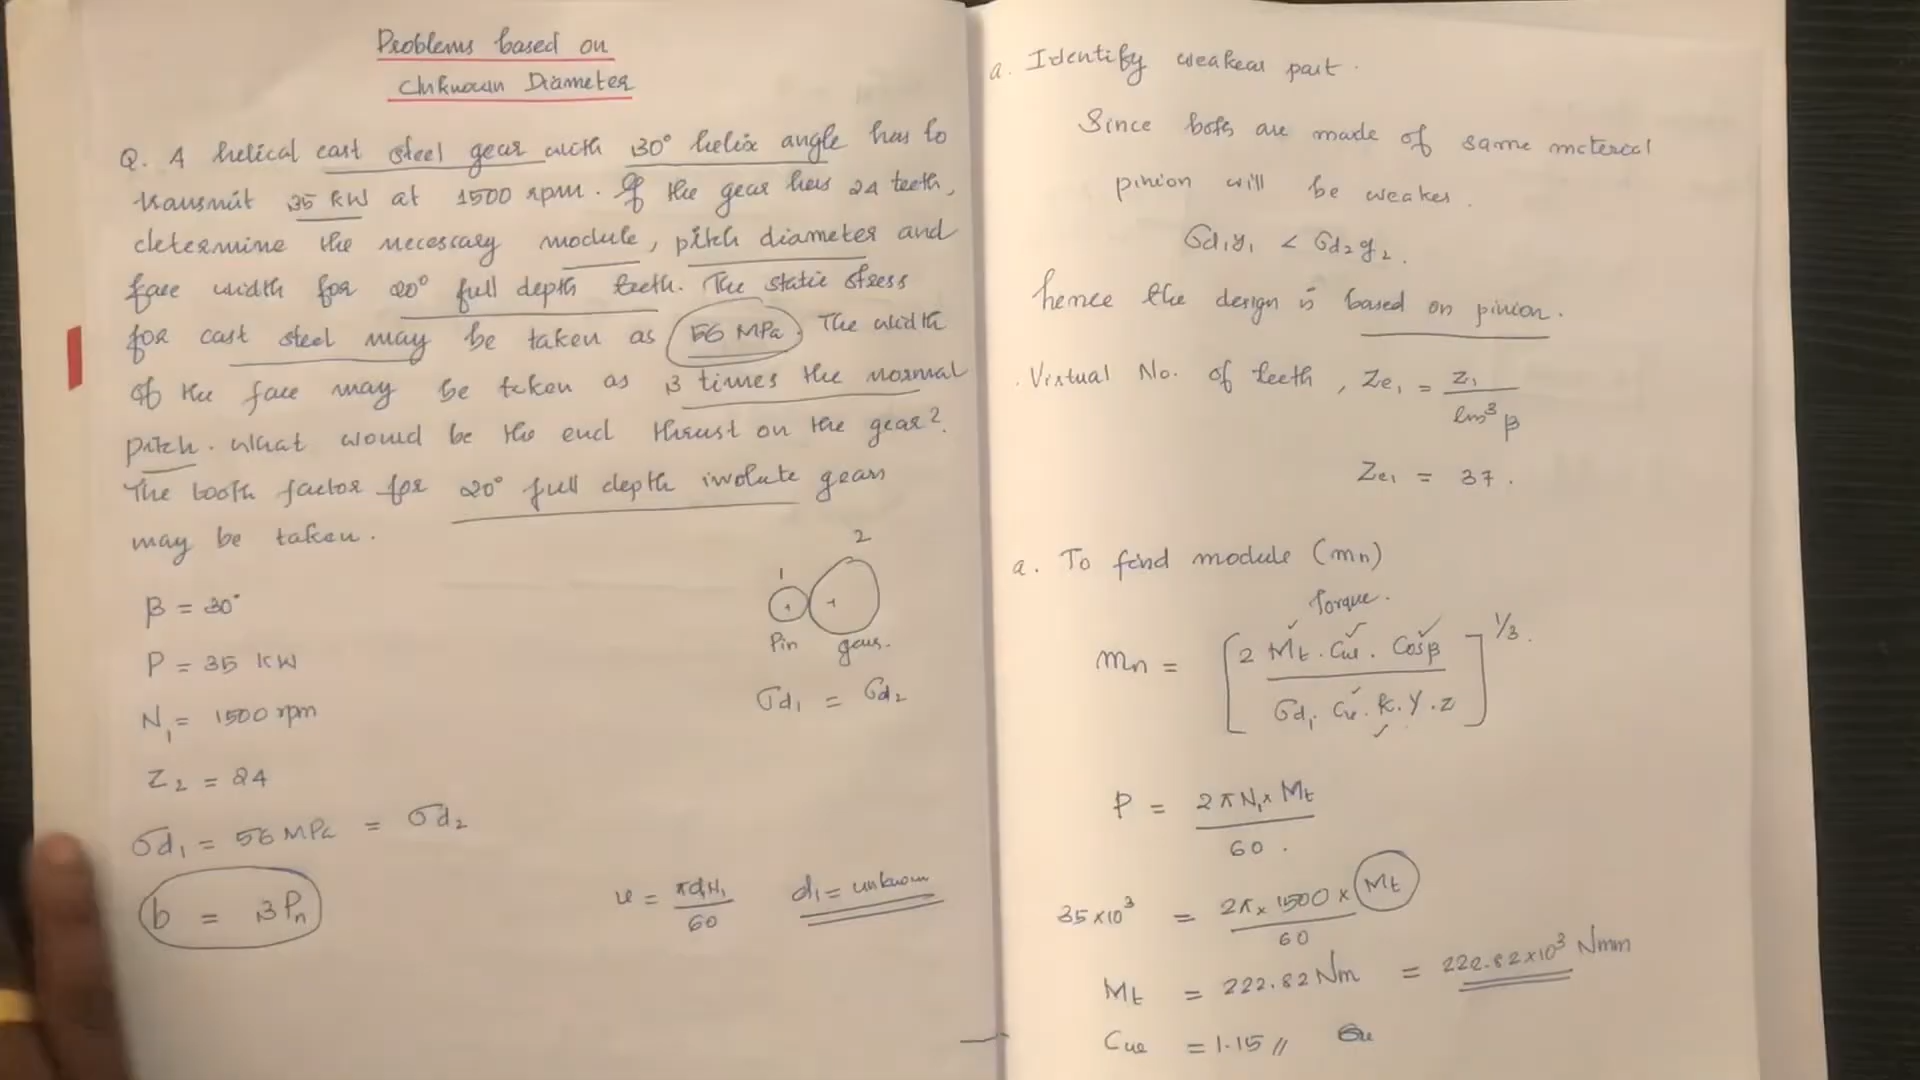 Problems based on
Unknown Diameter
Q. A helical cast steel gear with 30° helix angle has to
transmit 35 kW at 1500 rpm. If the gear has 24 teeth,
determine the necessary module, pitch diameter and
face width for 20° full depth teeth. The static stress
for cast steel may be taken as 56 MPa. The width
of the face may be taken as 3 times the normal
pitch. What would be the end thrust on the gear?
The tooth factor for 20° full depth involute gears
may be taken.
β = 30°
P = 35 KW
N₁ = 1500 rpm
Z₂ = 24
σd₁ = 56 MPa = σd₂
b = 3Pn
1
2
Pin
gear.
σd₁ = σd₂
v = πd₁N₁ / 60
d₁ = unknown
a. Identify weaker part.
Since both are made of same material
pinion will be weaker.
σd₁y₁ < σd₂y₂.
hence the design is based on pinion.
Virtual No. of teeth, Ze₁ = Z₁ / cos³β
Ze₁ = 37.
a. To find module (mn)
Torque.
mn = [2 Mt. Cw. Cosβ / σd₁. Cv. K. Y. Z]^1/3.
P = 2πN₁×Mt / 60.
35×10³ = 2π×1500×Mt / 60
Mt = 222.82 Nm = 222.82×10³ Nmm
Cw = 1.15 //